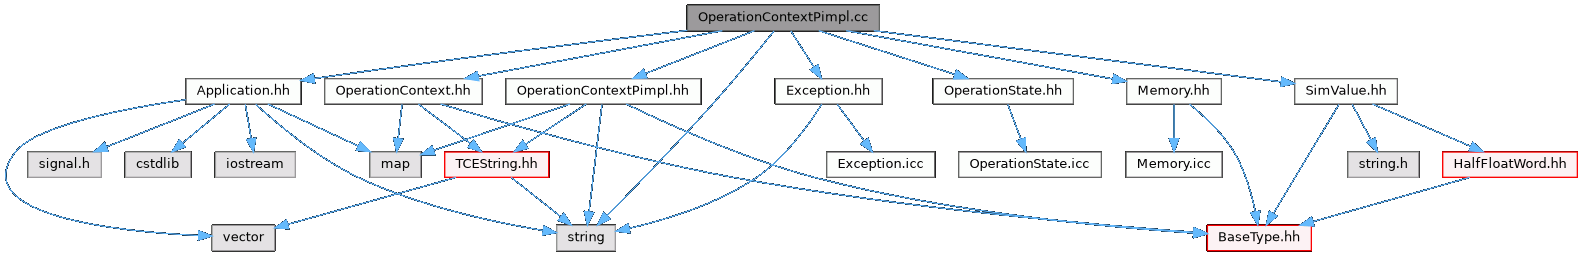 OperationContextPimpl.cc
Application.hh
OperationContext.hh
OperationContextPimpl.hh
Exception.hh
OperationState.hh
Memory.hh
SimValue.hh
signal.h
cstdlib
iostream
map
TCEString.hh
Exception.icc
OperationState.icc
Memory.icc
string.h
HalfFloatWord.hh
vector
string
BaseType.hh